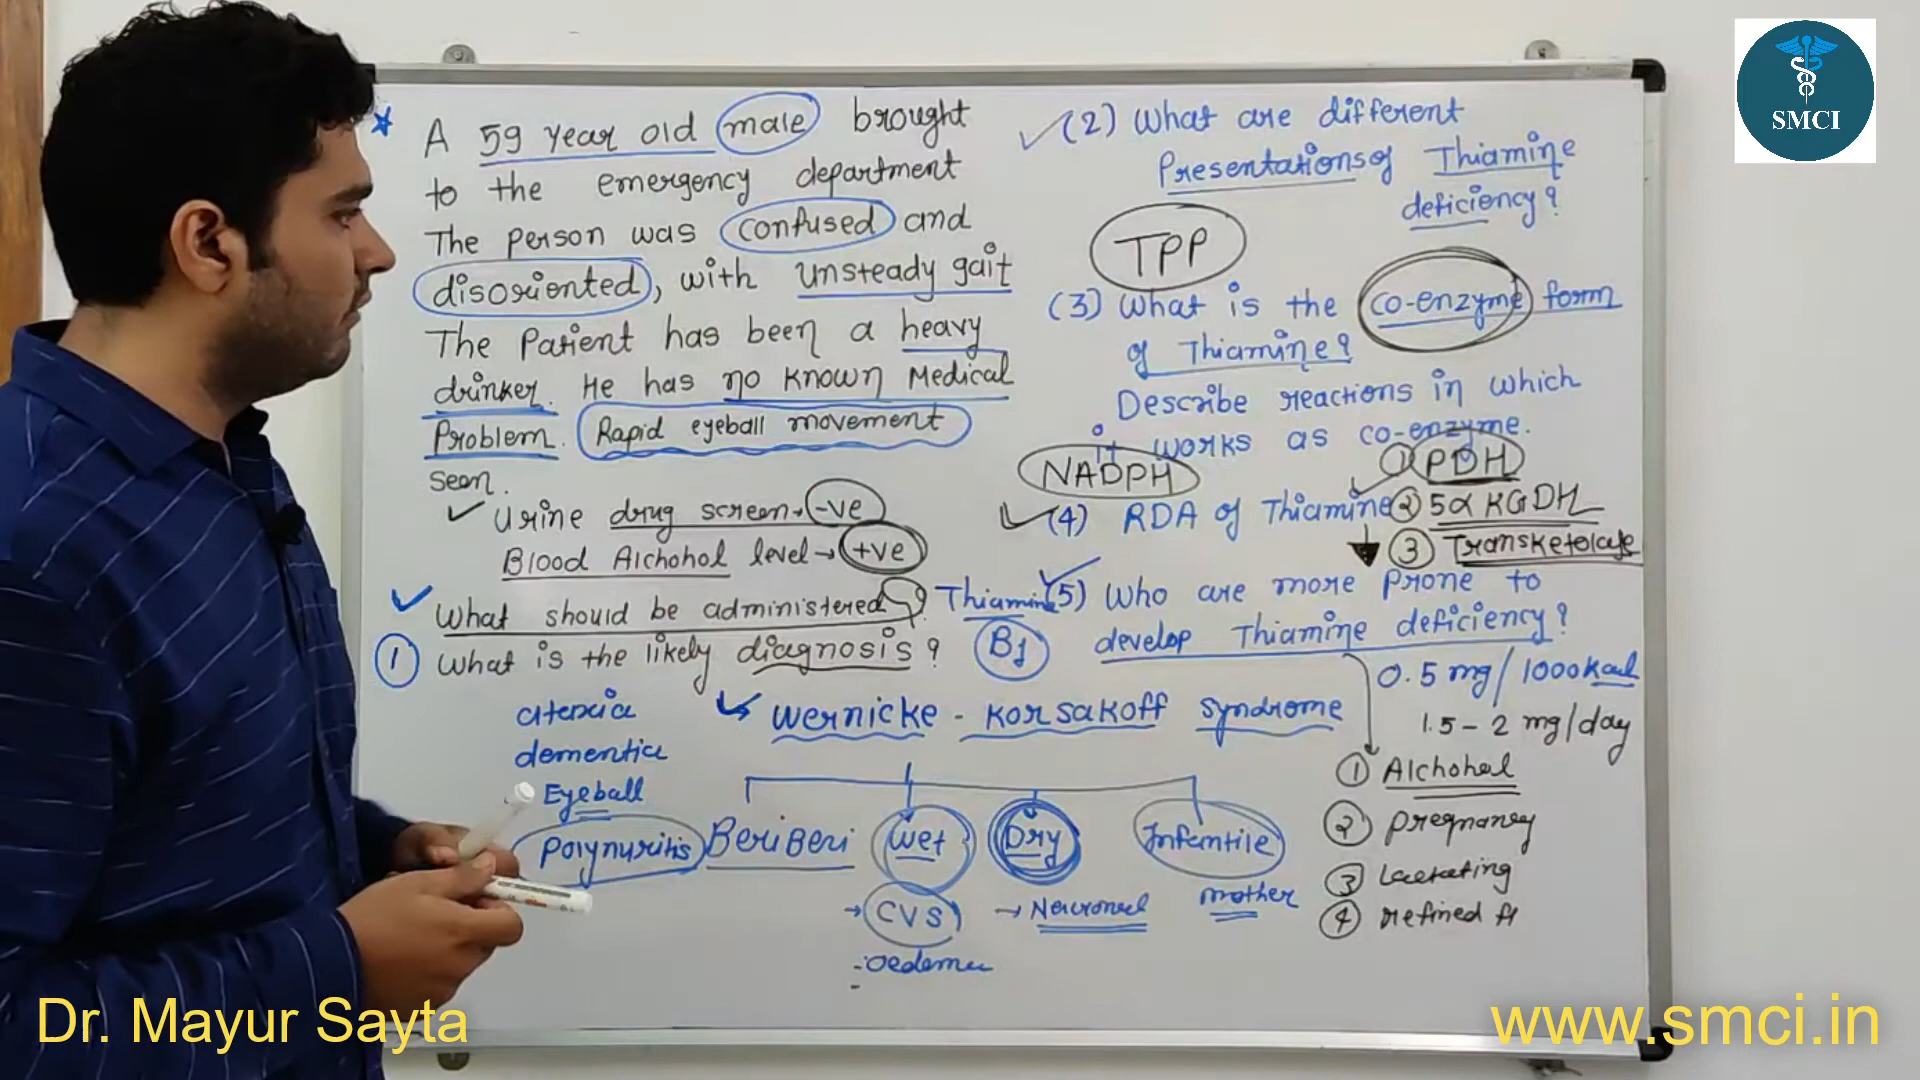 A 59 year old male brought
to the emergency department
The person was confused and
disoriented, with unsteady gait
The Patient has been a heavy
drinker. He has no known Medical
Problem. Rapid eyeball movement
seen.
Urine drug screen → -ve
Blood Alchohol level → +ve
What should be administered? Thiamine
B1
(1) What is the likely diagnosis?
Wernicke - Korsakoff Syndrome
ataxia
dementia
Eyeball
Polynuritis
BeriBeri Wet Dry Infantile
→ CVS → Neuronal mother
- oedema
-
(2) What are different
Presentations of Thiamine
deficiency?
TPP
(3) What is the co-enzyme form
of Thiamine?
Describe reactions in which
it works as co-enzyme.
NADPH
(1) PDH
(2) 5α KGDH
(3) Transketolase
(4) RDA of Thiamine
(5) Who are more Prone to
develop Thiamine deficiency?
0.5 mg/1000kcal
1.5 - 2 mg/day
(1) Alchohol
(2) pregnancy
(3) Lactating
(4) refined
SMCI
Dr. Mayur Sayta
www.smci.in